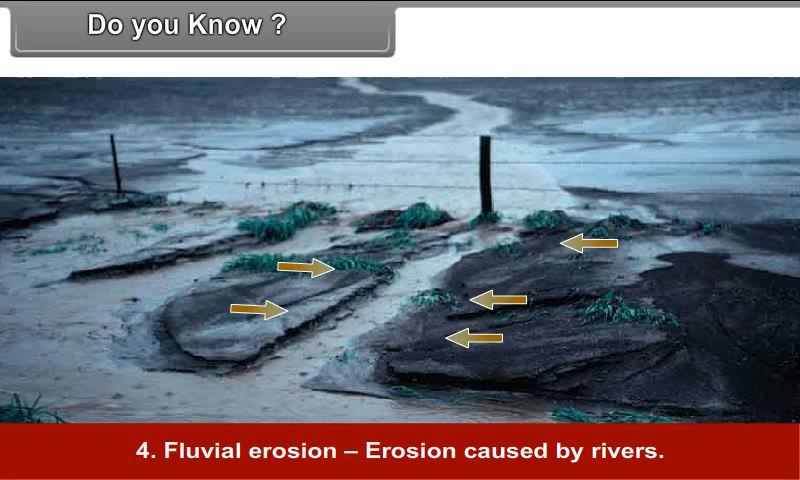 Do you Know ?
4. Fluvial erosion – Erosion caused by rivers.